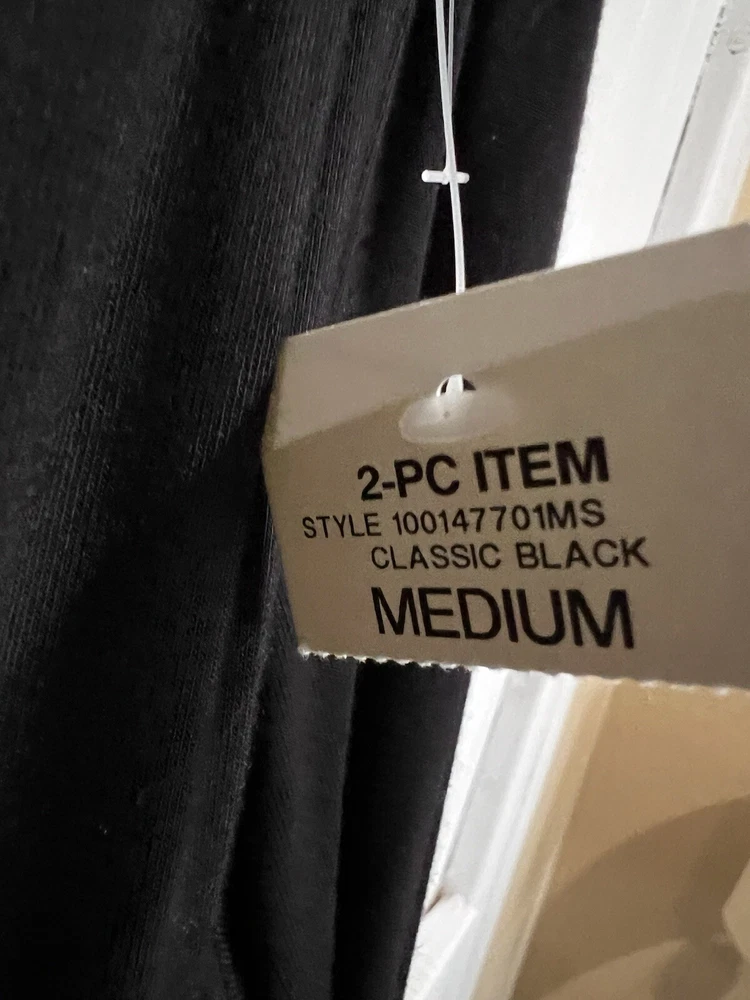 2-PC ITEM
STYLE 100147701MS
CLASSIC BLACK
MEDIUM